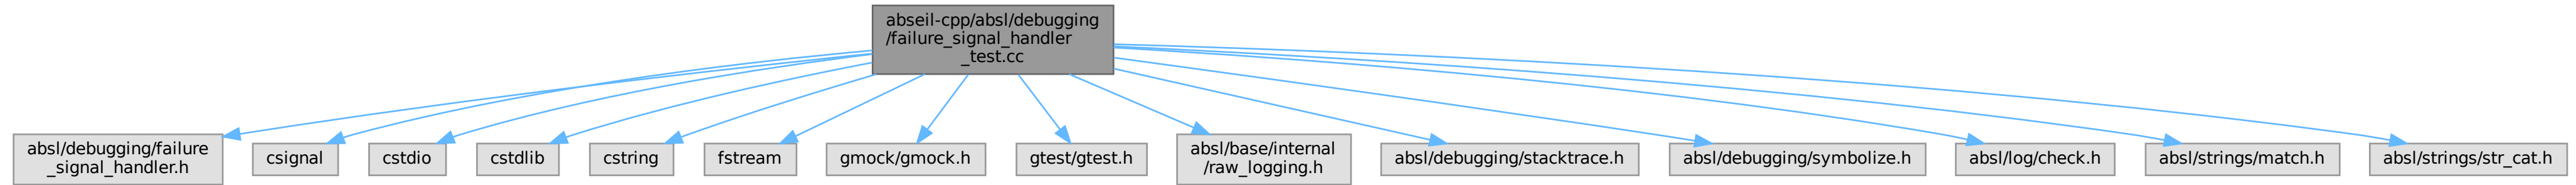 abseil-cpp/absl/debugging
/failure_signal_handler
_test.cc
absl/debugging/failure
_signal_handler.h
csignal
cstdio
cstdlib
cstring
fstream
gmock/gmock.h
gtest/gtest.h
absl/base/internal
/raw_logging.h
absl/debugging/stacktrace.h
absl/debugging/symbolize.h
absl/log/check.h
absl/strings/match.h
absl/strings/str_cat.h